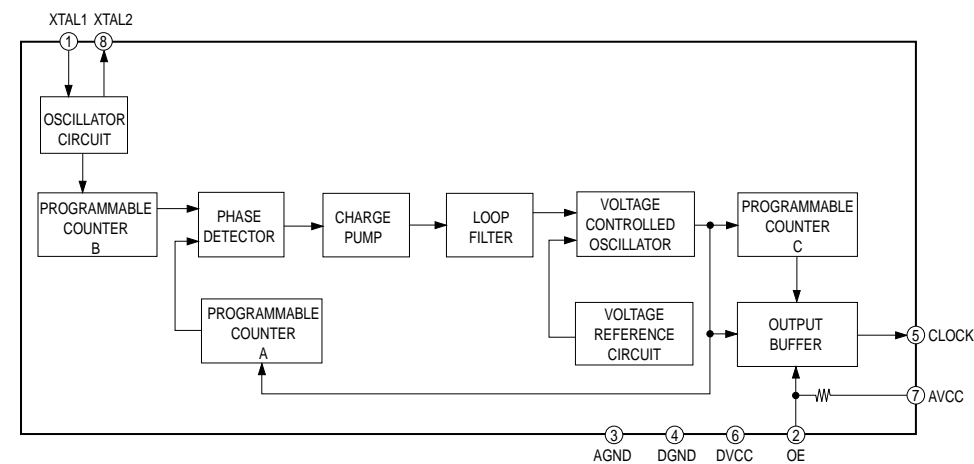 XTAL1 XTAL2
1 8
OSCILLATOR
CIRCUIT
PROGRAMMABLE
COUNTER
B
PHASE
DETECTOR
CHARGE
PUMP
LOOP
FILTER
VOLTAGE
CONTROLLED
OSCILLATOR
PROGRAMMABLE
COUNTER
C
PROGRAMMABLE
COUNTER
A
VOLTAGE
REFERENCE
CIRCUIT
OUTPUT
BUFFER
5 CLOCK
7 AVCC
3 4 6 2
AGND DGND DVCC OE